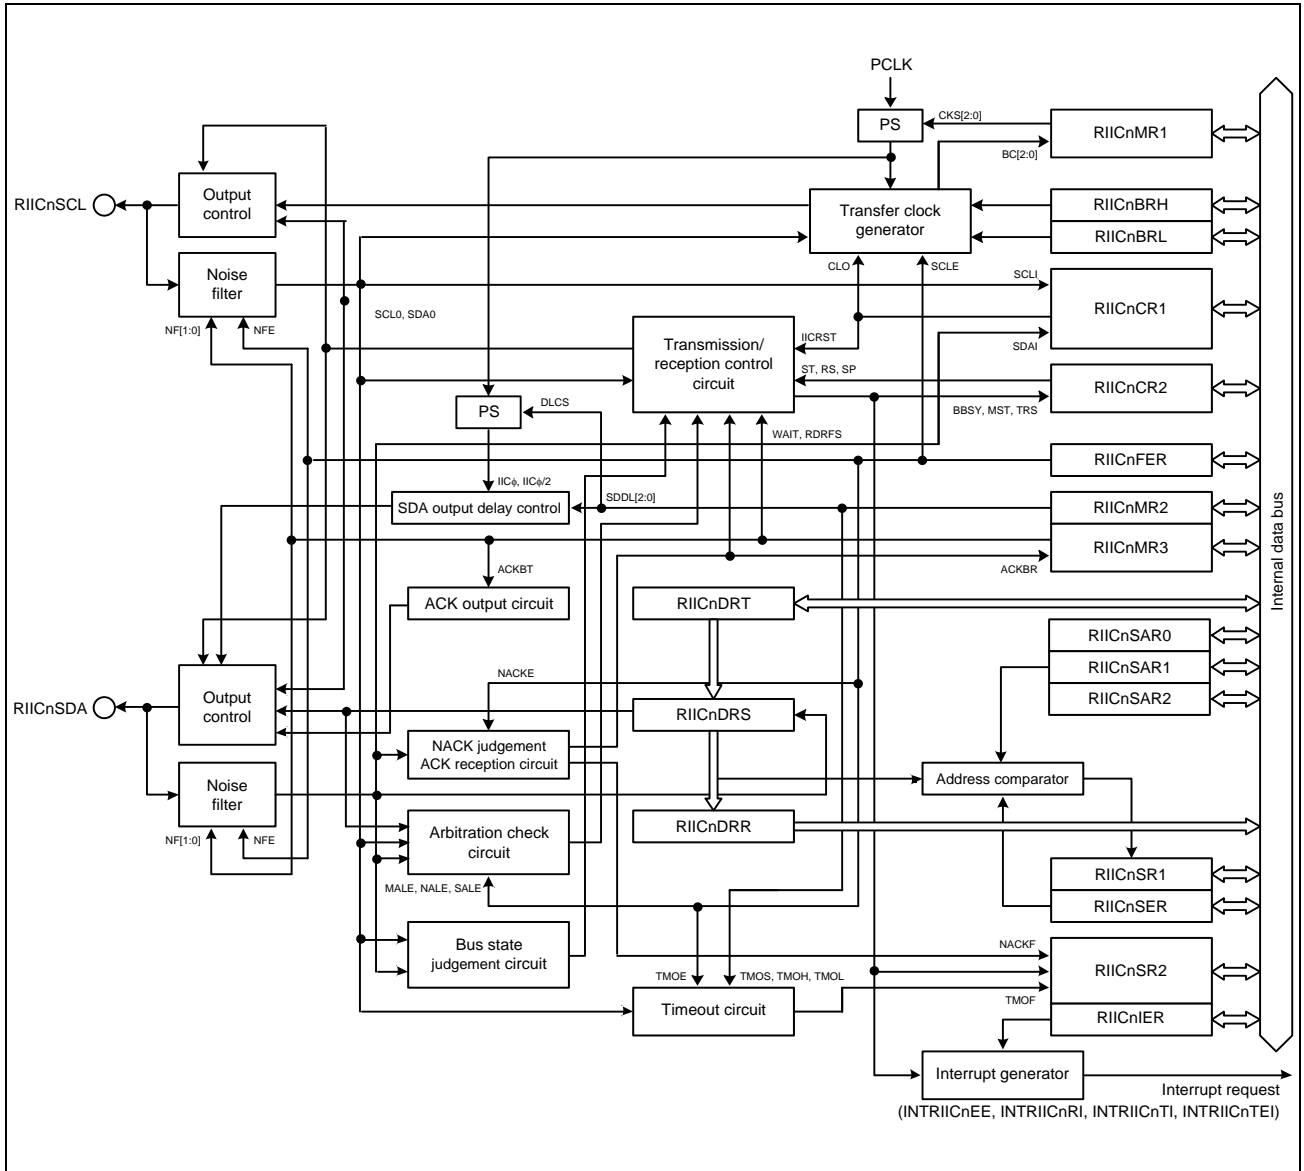 PCLK
PS
CKS[2:0]
RIICnMR1
BC[2:0]
RIICnSCL
Output
control
Transfer clock
generator
RIICnBRH
RIICnBRL
Noise
filter
CLO
SCLE
SCLI
RIICnCR1
NF[1:0]
NFE
SCL0, SDA0
Transmission/
reception control
circuit
IICRST
SDAI
ST, RS, SP
RIICnCR2
PS
DLCS
BBSY, MST, TRS
WAIT, RDRFS
RIICnFER
IICϕ, IICϕ/2
SDDL[2:0]
SDA output delay control
RIICnMR2
RIICnMR3
ACKBT
ACKBR
Internal data bus
ACK output circuit
RIICnDRT
RIICnSAR0
RIICnSAR1
RIICnSAR2
NACKE
RIICnSDA
Output
control
RIICnDRS
NACK judgement
ACK reception circuit
Noise
filter
Address comparator
Arbitration check
circuit
RIICnDRR
NF[1:0]
NFE
MALE, NALE, SALE
RIICnSR1
RIICnSER
Bus state
judgement circuit
NACKF
RIICnSR2
TMOE
TMOS, TMOH, TMOL
TMOF
Timeout circuit
RIICnIER
Interrupt generator
Interrupt request
(INTRIICnEE, INTRIICnRI, INTRIICnTI, INTRIICnTEI)